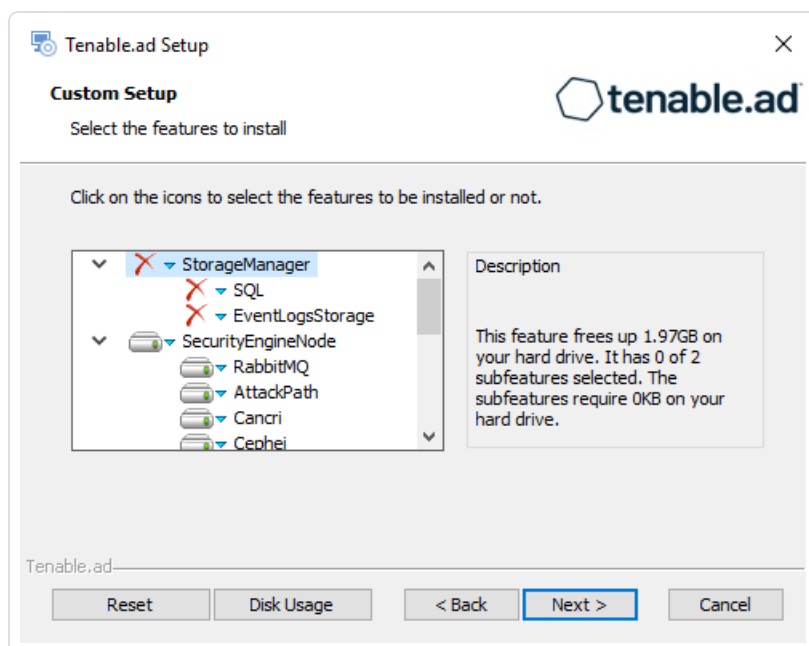 Tenable.ad Setup
Custom Setup
Select the features to install
tenable.ad
Click on the icons to select the features to be installed or not.
StorageManager
SQL
EventLogsStorage
SecurityEngineNode
RabbitMQ
AttackPath
Cancri
Cephei
Description
This feature frees up 1.97GB on
your hard drive. It has 0 of 2
subfeatures selected. The
subfeatures require 0KB on your
hard drive.
Tenable.ad
Reset
Disk Usage
< Back
Next >
Cancel